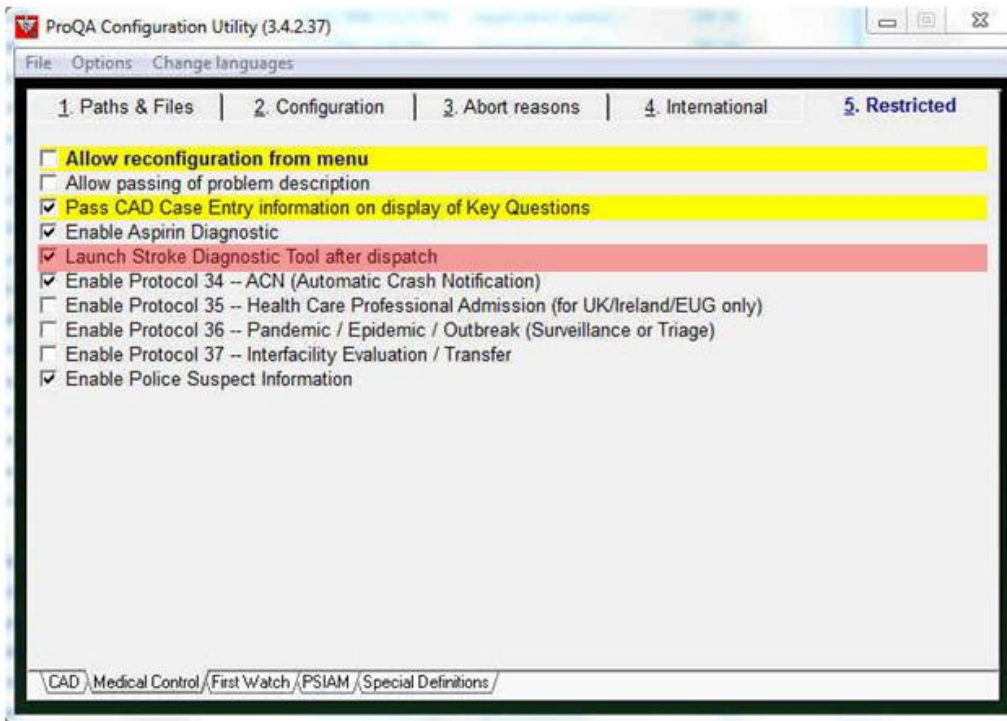 ProQA Configuration Utility (3.4.2.37)
File Options Change languages
1. Paths & Files 2. Configuration 3. Abort reasons 4. International 5. Restricted
Allow reconfiguration from menu
Allow passing of problem description
Pass CAD Case Entry information on display of Key Questions
Enable Aspirin Diagnostic
Launch Stroke Diagnostic Tool after dispatch
Enable Protocol 34 -- ACN (Automatic Crash Notification)
Enable Protocol 35 -- Health Care Professional Admission (for UK/Ireland/EUG only)
Enable Protocol 36 -- Pandemic / Epidemic / Outbreak (Surveillance or Triage)
Enable Protocol 37 -- Interfacility Evaluation / Transfer
Enable Police Suspect Information
CAD Medical Control First Watch PSIAM Special Definitions